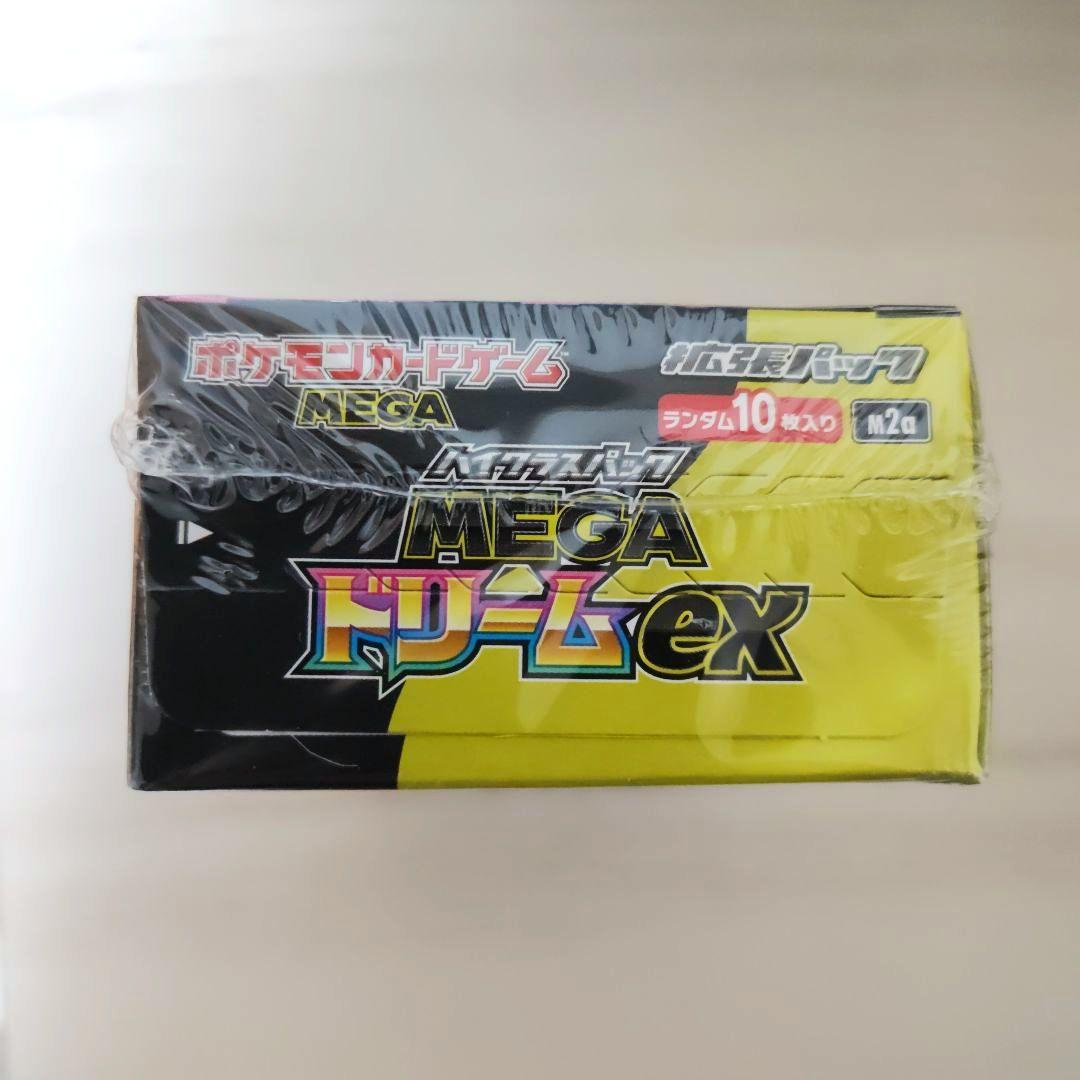 ポケモンカードゲーム™
MEGA
拡張パック
ランダム10枚入り
M2a
ハイクラスパック
MEGA
ドリームex